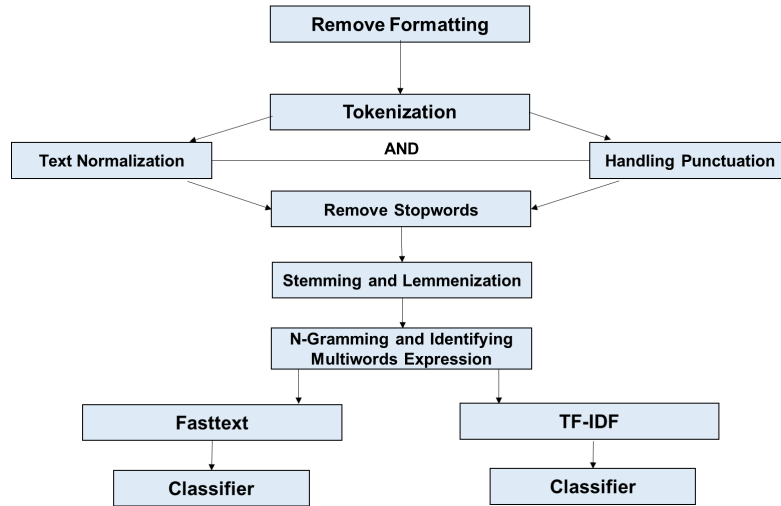 Remove Formatting
Tokenization
Text Normalization
AND
Handling Punctuation
Remove Stopwords
Stemming and Lemmenization
N-Gramming and Identifying
Multiwords Expression
Fasttext
TF-IDF
Classifier
Classifier